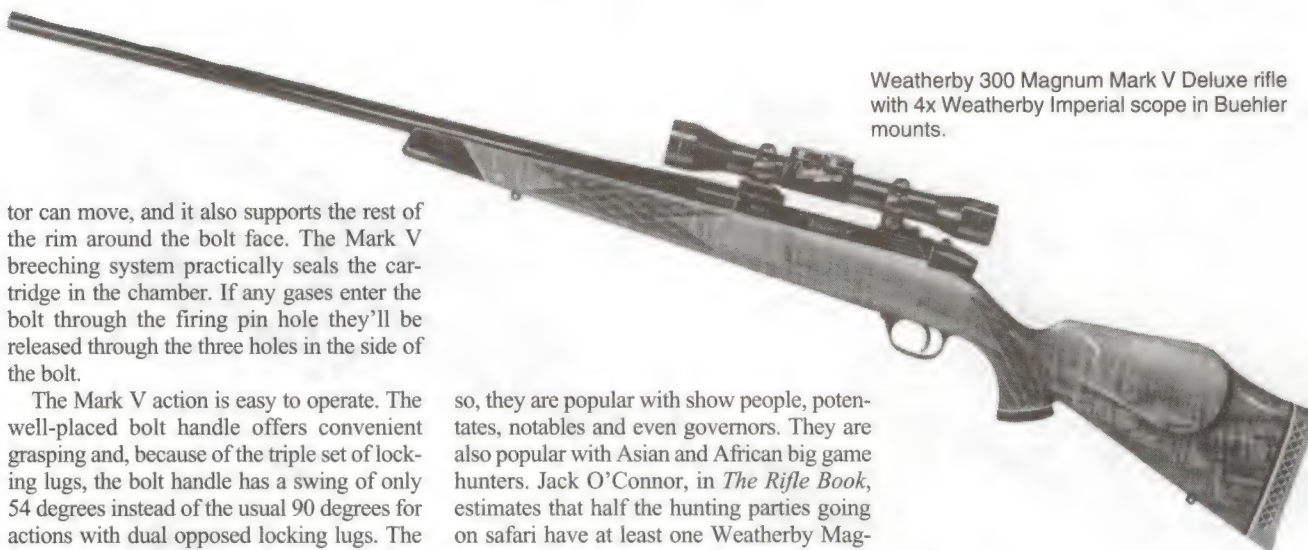 Weatherby 300 Magnum Mark V Deluxe rifle
with 4x Weatherby Imperial scope in Buehler
mounts.
tor can move, and it also supports the rest of
the rim around the bolt face. The Mark V
breeching system practically seals the car-
tridge in the chamber. If any gases enter the
bolt through the firing pin hole they'll be
released through the three holes in the side of
the bolt.
The Mark V action is easy to operate. The
well-placed bolt handle offers convenient
grasping and, because of the triple set of lock-
ing lugs, the bolt handle has a swing of only
54 degrees instead of the usual 90 degrees for
actions with dual opposed locking lugs. The
so, they are popular with show people, poten-
tates, notables and even governors. They are
also popular with Asian and African big game
hunters. Jack O'Connor, in The Rifle Book,
estimates that half the hunting parties going
on safari have at least one Weatherby Mag-